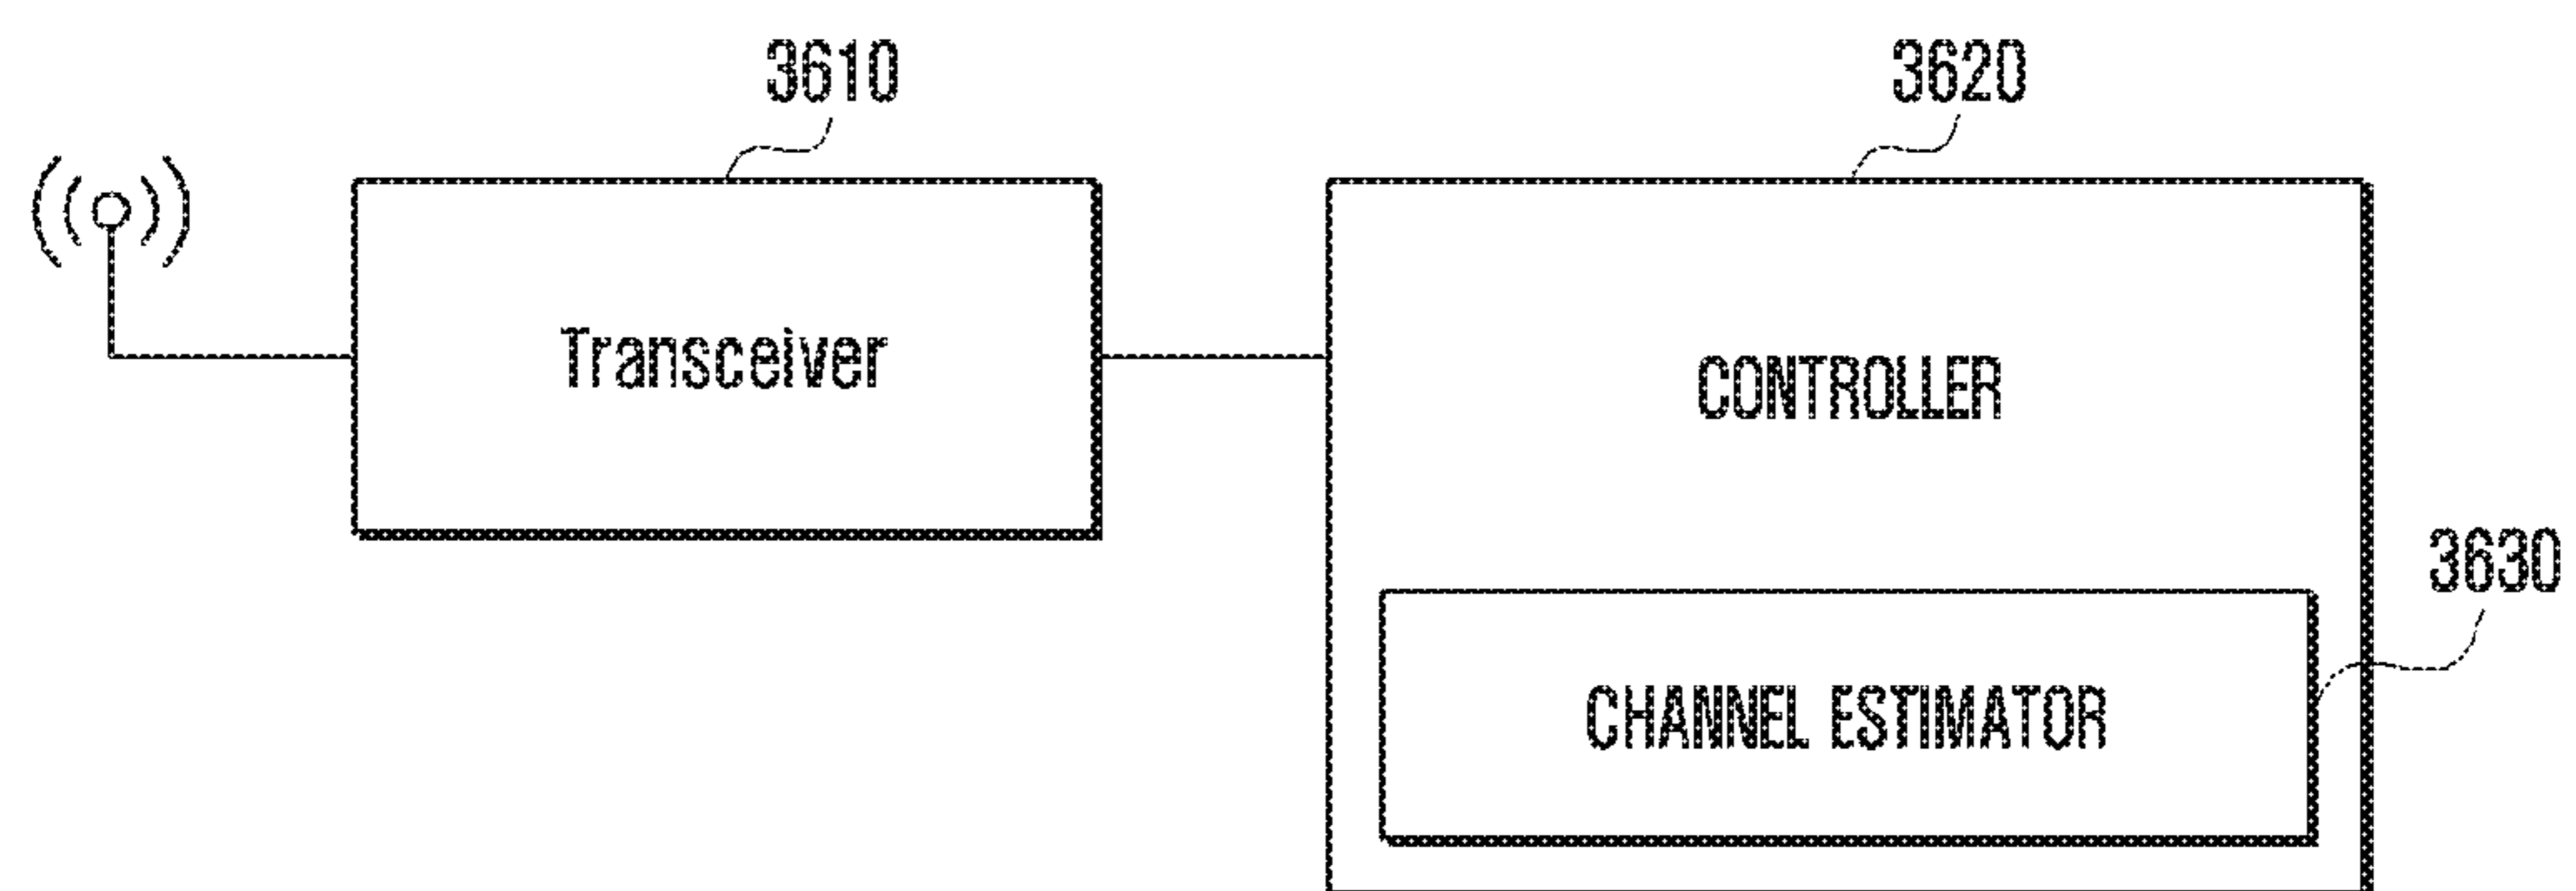 3610
3620
Transceiver
CONTROLLER
3630
CHANNEL ESTIMATOR